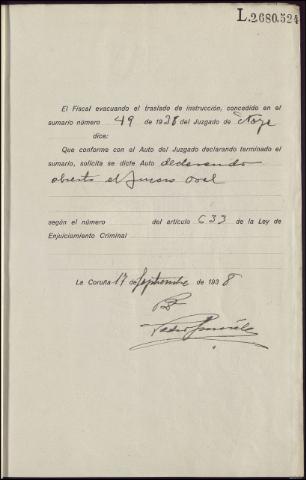 L.2680.524
El Fiscal evacuando el traslado de instrucción, concedido en el
sumario número 49 de 1938 del Juzgado de
dice:
Que conforme con el Auto del Juzgado declarando terminado el
sumario, solicita se dicte Auto declarando
abierto el juicio oral
según el número del artículo 633 de la Ley de
Enjuiciamiento Criminal
La Coruña 17 de Septiembre de 1938